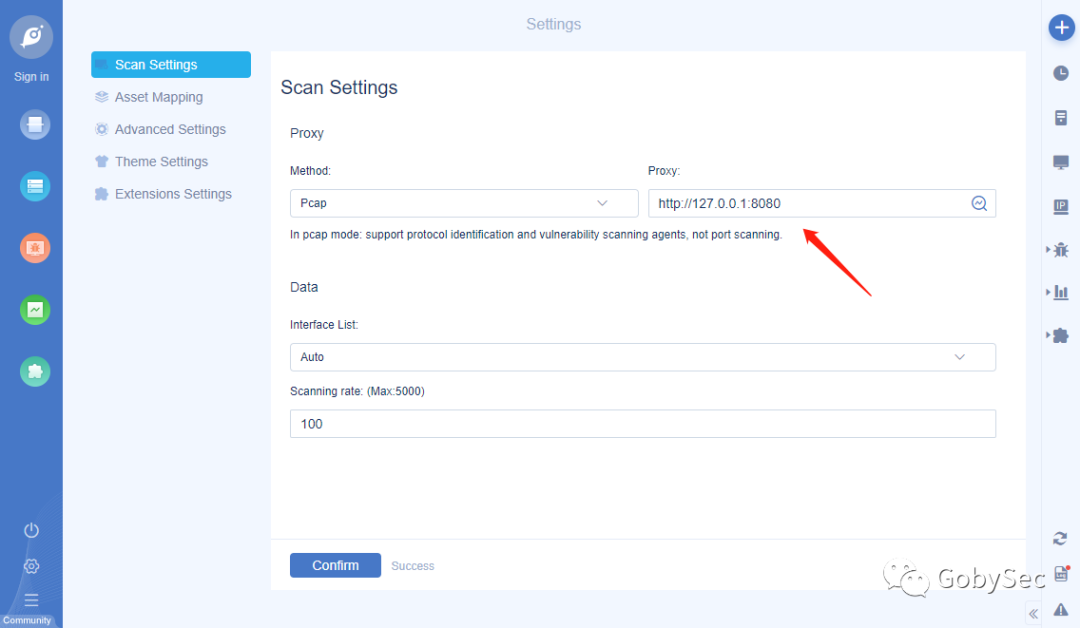 Settings
Sign in
Scan Settings
Asset Mapping
Advanced Settings
Theme Settings
Extensions Settings
Scan Settings
Proxy
Method:
Proxy:
Pcap
http://127.0.0.1:8080
In pcap mode: support protocol identification and vulnerability scanning agents, not port scanning.
Data
Interface List:
Auto
Scanning rate: (Max:5000)
100
Confirm
Success
GobySec
Community
IP